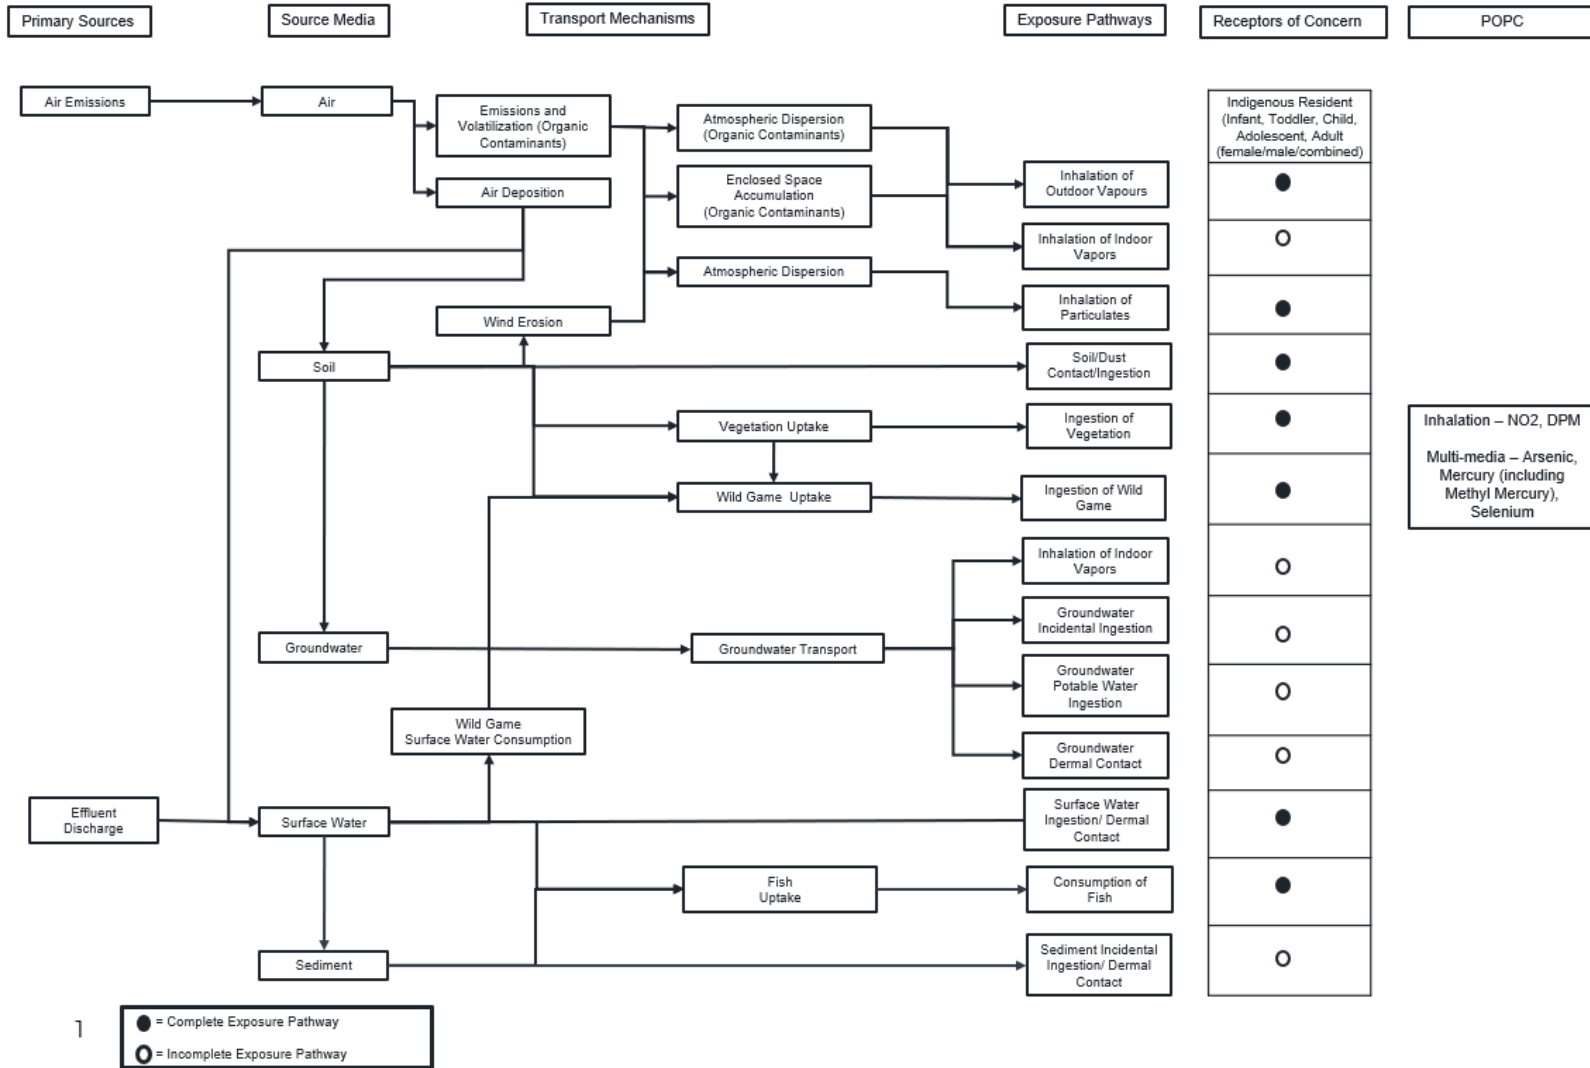 Primary Sources
Source Media
Transport Mechanisms
Exposure Pathways
Receptors of Concern
POPC
Air Emissions
Air
Emissions and
Volatilization (Organic
Contaminants)
Air Deposition
Atmospheric Dispersion
(Organic Contaminants)
Enclosed Space
Accumulation
(Organic Contaminants)
Atmospheric Dispersion
Wind Erosion
Soil
Vegetation Uptake
Wild Game Uptake
Groundwater
Groundwater Transport
Wild Game
Surface Water Consumption
Effluent
Discharge
Surface Water
Fish
Uptake
Sediment
Inhalation of
Outdoor Vapours
Inhalation of Indoor
Vapors
Inhalation of
Particulates
Soil/Dust
Contact/Ingestion
Ingestion of
Vegetation
Ingestion of Wild
Game
Inhalation of Indoor
Vapors
Groundwater
Incidental Ingestion
Groundwater
Potable Water
Ingestion
Groundwater
Dermal Contact
Surface Water
Ingestion/ Dermal
Contact
Consumption of
Fish
Sediment Incidental
Ingestion/ Dermal
Contact
Indigenous Resident
(Infant, Toddler, Child,
Adolescent, Adult
(female/male/combined)
Inhalation – NO2, DPM
Multi-media – Arsenic,
Mercury (including
Methyl Mercury),
Selenium
1
= Complete Exposure Pathway
= Incomplete Exposure Pathway